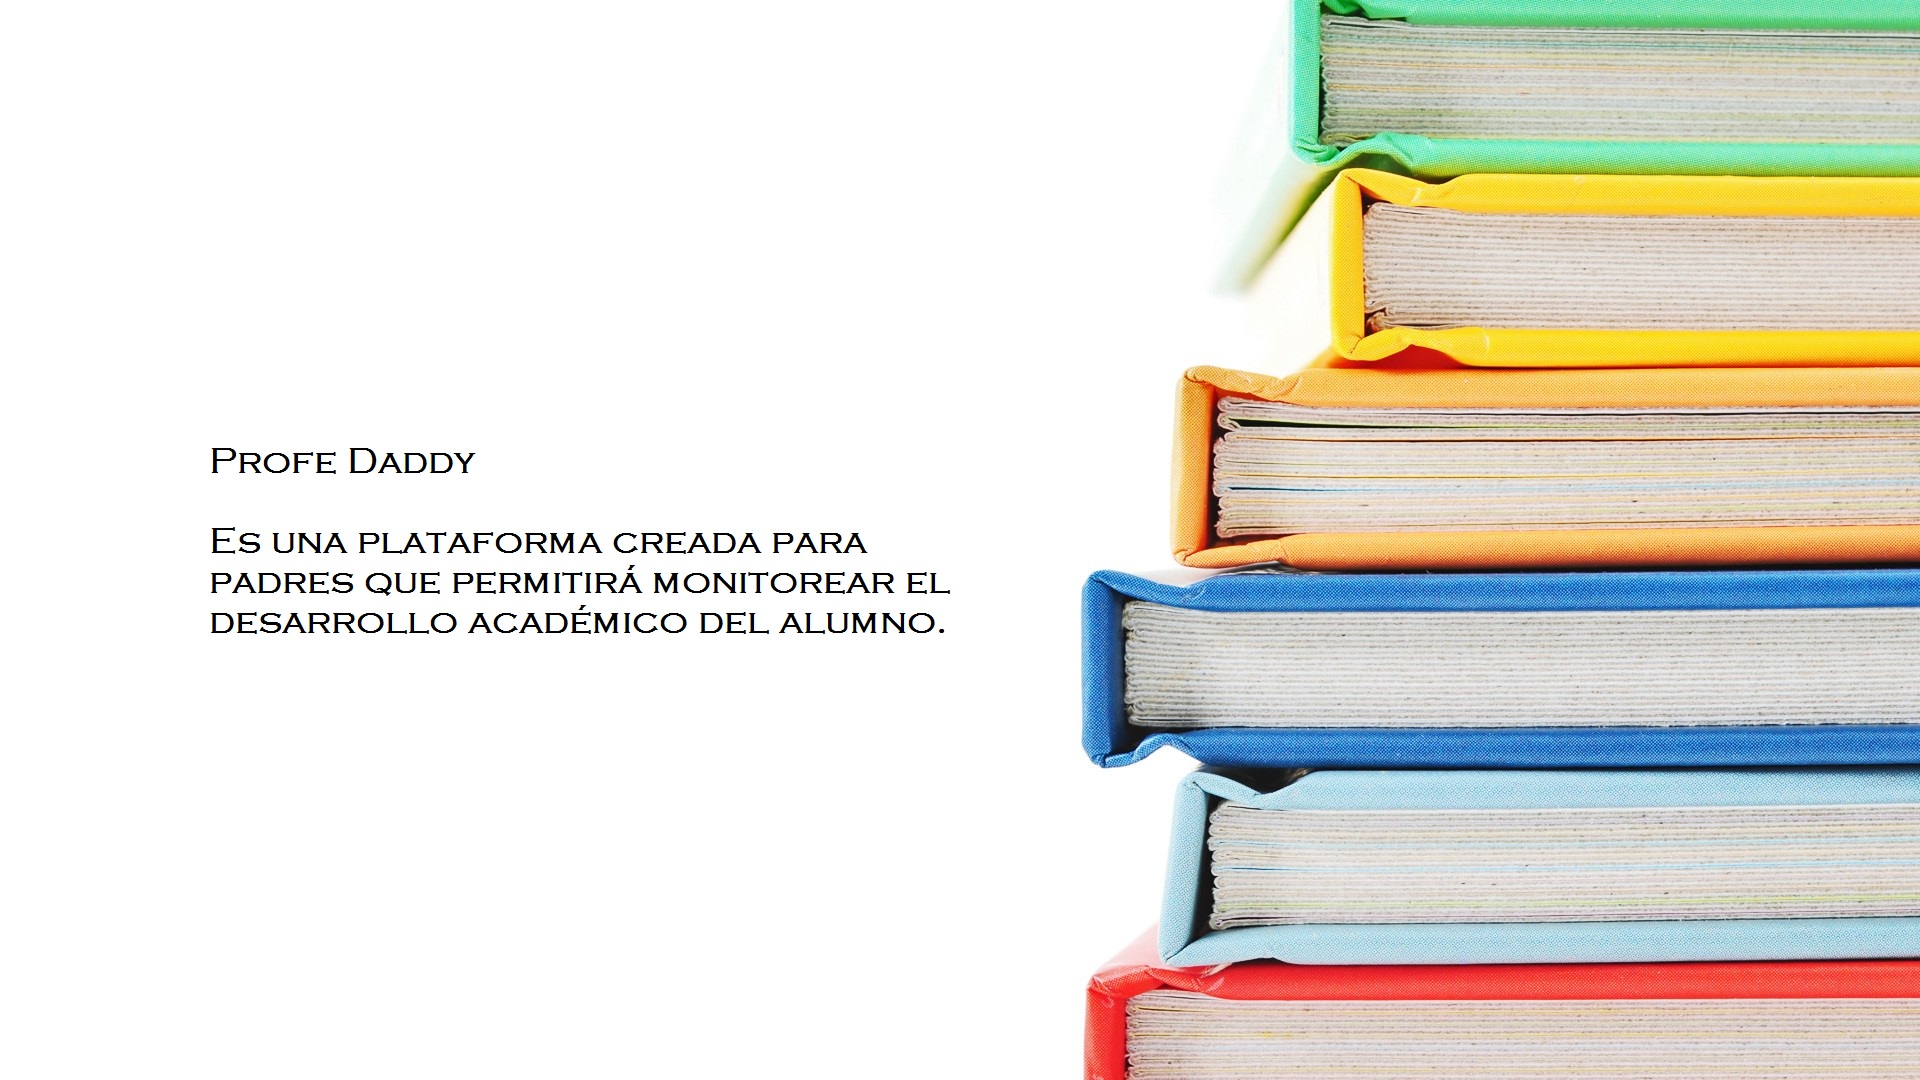 Profe Daddy
Es una plataforma creada para
padres que permitirá monitorear el
desarrollo académico del alumno.